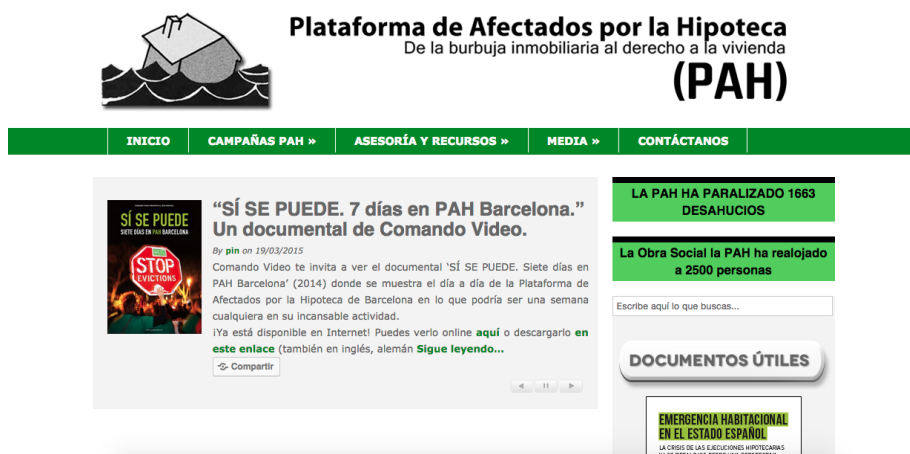 Plataforma de Afectados por la Hipoteca
De la burbuja inmobiliaria al derecho a la vivienda
(PAH)
INICIO
CAMPAÑAS PAH »
ASESORÍA Y RECURSOS »
MEDIA »
CONTÁCTANOS
SÍ SE PUEDE
SIETE DÍAS EN PAH BARCELONA
STOP
EVICTIONS
“SÍ SE PUEDE. 7 días en PAH Barcelona.”
Un documental de Comando Video.
By pin on 19/03/2015
Comando Video te invita a ver el documental ‘SÍ SE PUEDE. Siete días en
PAH Barcelona’ (2014) donde se muestra el día a día de la Plataforma de
Afectados por la Hipoteca de Barcelona en lo que podría ser una semana
cualquiera en su incansable actividad.
¡Ya está disponible en Internet! Puedes verlo online aquí o descargarlo en
este enlace (también en inglés, alemán Sigue leyendo...
Compartir
LA PAH HA PARALIZADO 1663
DESAHUCIOS
La Obra Social la PAH ha realojado
a 2500 personas
Escribe aquí lo que buscas...
DOCUMENTOS ÚTILES
EMERGENCIA HABITACIONAL
EN EL ESTADO ESPAÑOL
LA CRISIS DE LAS EJECUCIONES HIPOTECARIAS